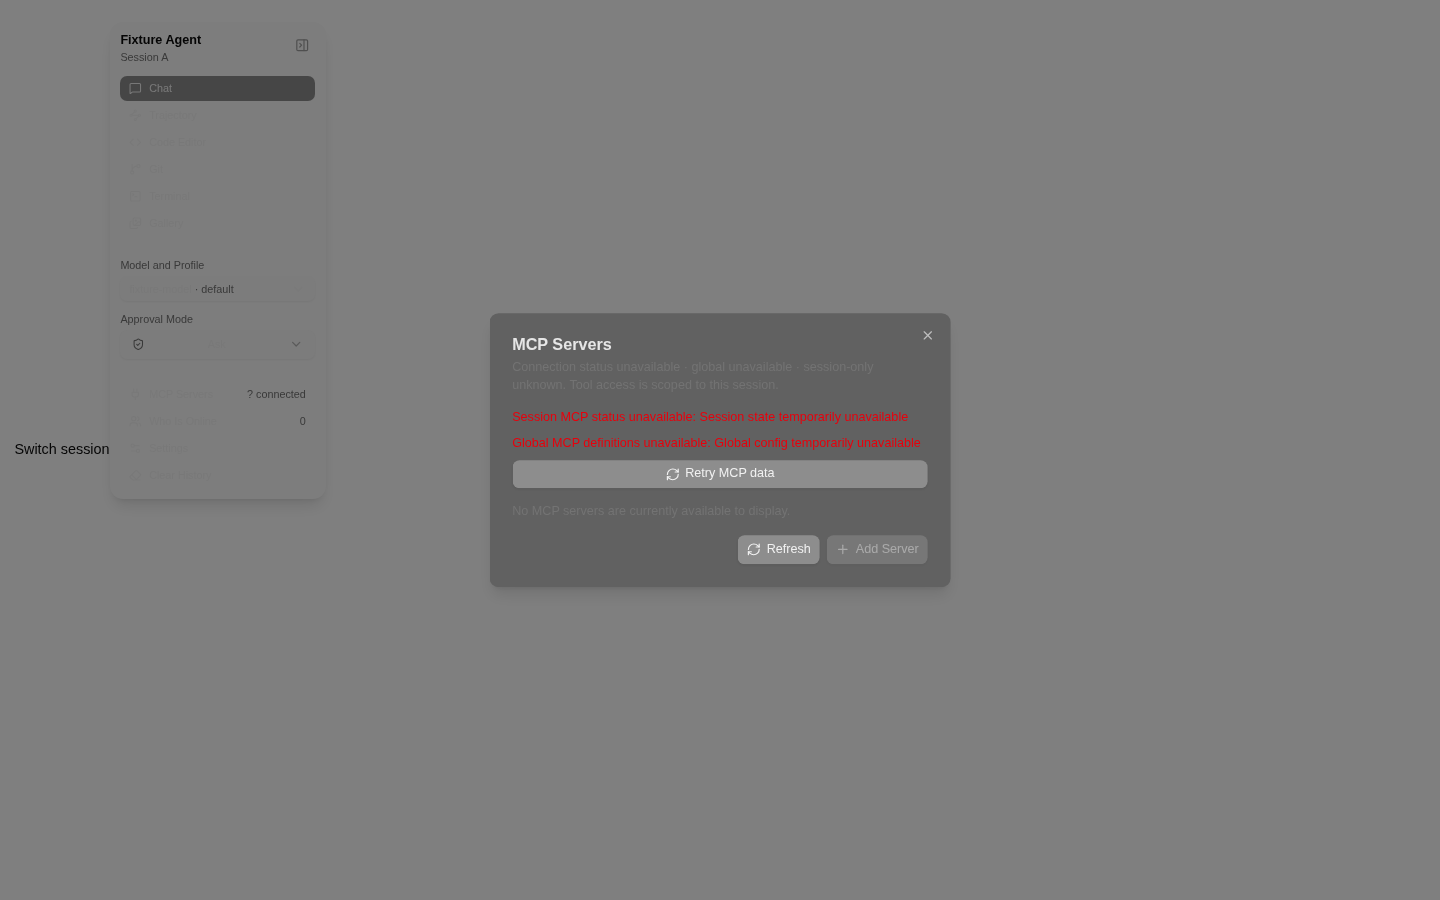 Fixture Agent
Session A
Chat
Model and Profile
· default
Approval Mode
? connected
0
Switch session
MCP Servers
Connection status unavailable · global unavailable · session-only
unknown. Tool access is scoped to this session.
Session MCP status unavailable: Session state temporarily unavailable
Global MCP definitions unavailable: Global config temporarily unavailable
Retry MCP data
No MCP servers are currently available to display.
Refresh
Add Server